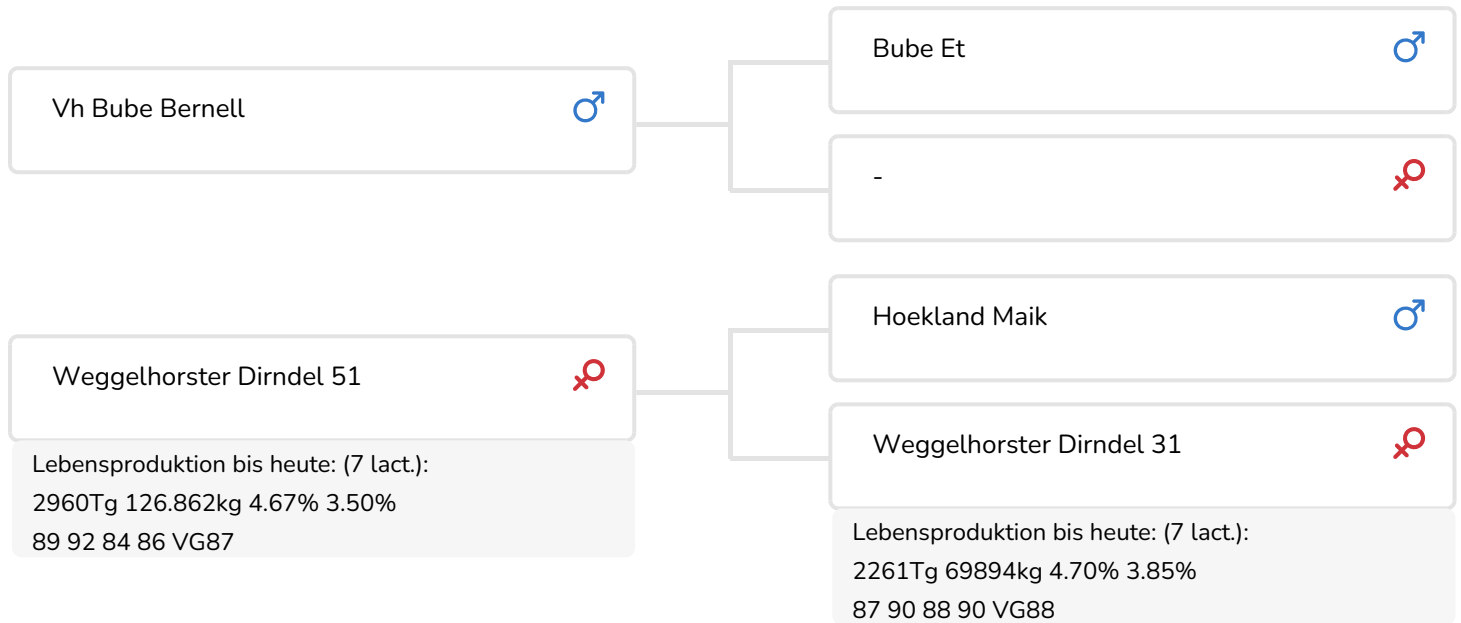 Bube Et
Vh Bube Bernell
-
Hoekland Maik
Weggelhorster Dirndel 51
Lebensproduktion bis heute: (7 lact.):
2960Tg 126.862kg 4.67% 3.50%
89 92 84 86 VG87
Weggelhorster Dirndel 31
Lebensproduktion bis heute: (7 lact.):
2261Tg 69894kg 4.70% 3.85%
87 90 88 90 VG88